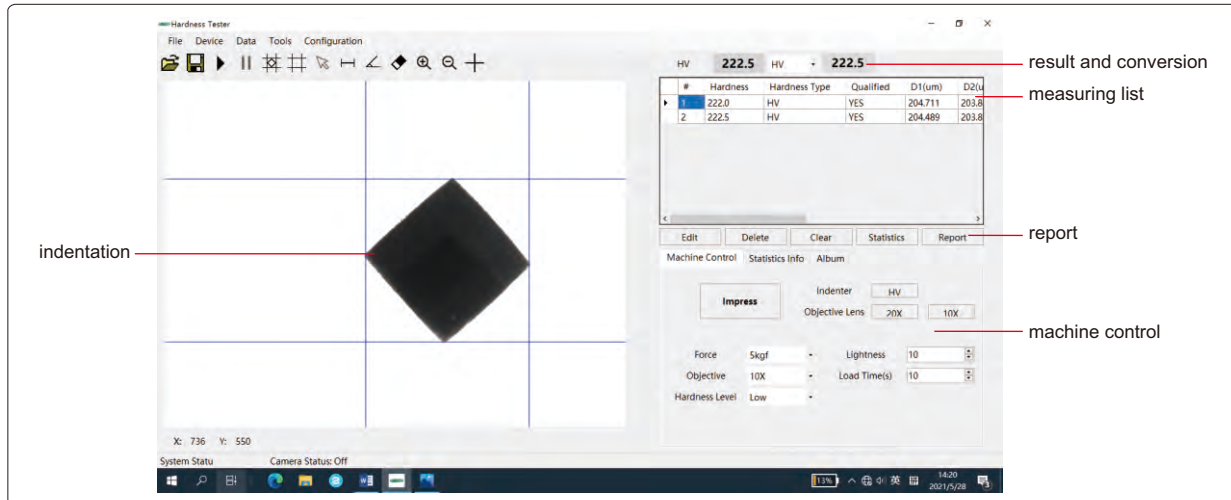 Hardness Tester
File Device Data Tools Configuration
HV 222.5 HV 222.5
result and conversion
# Hardness Hardness Type Qualified D1(um) D2(u
measuring list
1 222.0 HV YES 204.711 203.8
2 222.5 HV YES 204.489 203.8
indentation
Edit Delete Clear Statistics Report
report
Machine Control Statistics Info Album
Impress
Indenter HV
Objective Lens 20X 10X
machine control
Force 5kgf Lightness 10
Objective 10X Load Time(s) 10
Hardness Level Low
X: 736 Y: 550
System Statu Camera Status: Off
13% 英 14:20
2021/5/28